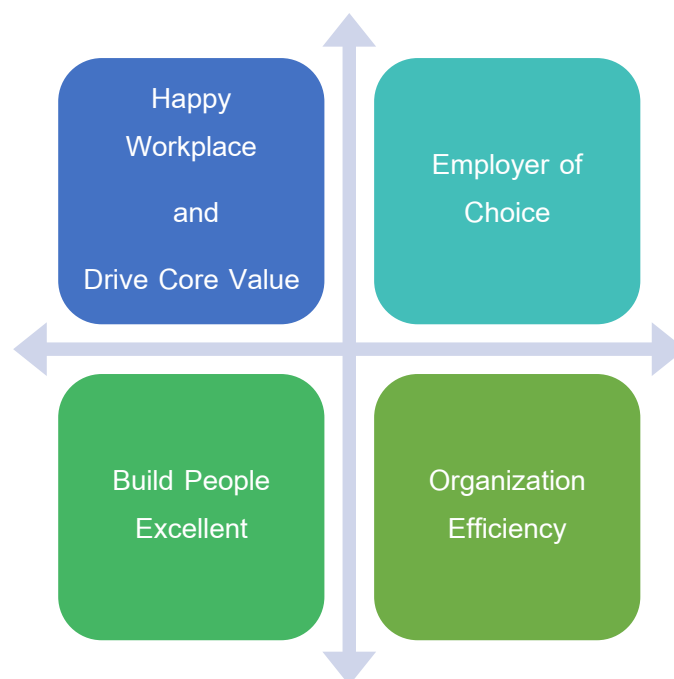 Happy
Workplace
and
Drive Core Value
Employer of
Choice
Build People
Excellent
Organization
Efficiency